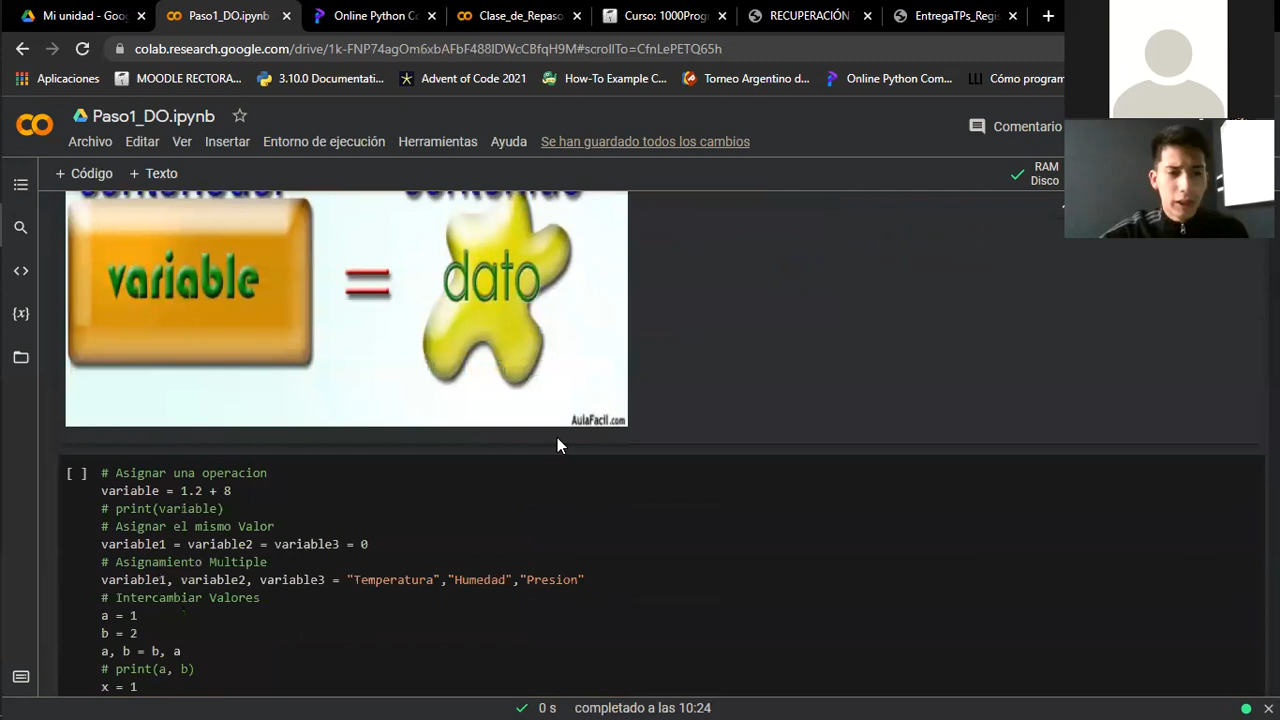 Mi unidad - Goog
Paso1_DO.ipynb
Online Python Co
Clase_de_Repaso
Curso: 1000Prog
RECUPERACIÓN
EntregaTPs_Regis
colab.research.google.com/drive/1k-FNP74agOm6xbAFbF488IDWcCBfqH9M#scrollTo=CfnLePETQ65h
Aplicaciones
MOODLE RECTORA...
3.10.0 Documentati...
Advent of Code 2021
How-To Example C...
Torneo Argentino d...
Online Python Com...
Cómo program
Paso1_DO.ipynb
Comentario
Archivo Editar Ver Insertar Entorno de ejecución Herramientas Ayuda Se han guardado todos los cambios
+ Código + Texto
RAM
Disco
variable = dato
AulaFacil.com
[ ] # Asignar una operacion
variable = 1.2 + 8
# print(variable)
# Asignar el mismo Valor
variable1 = variable2 = variable3 = 0
# Asignamiento Multiple
variable1, variable2, variable3 = "Temperatura","Humedad","Presion"
# Intercambiar Valores
a = 1
b = 2
a, b = b, a
# print(a, b)
x = 1
0 s completado a las 10:24